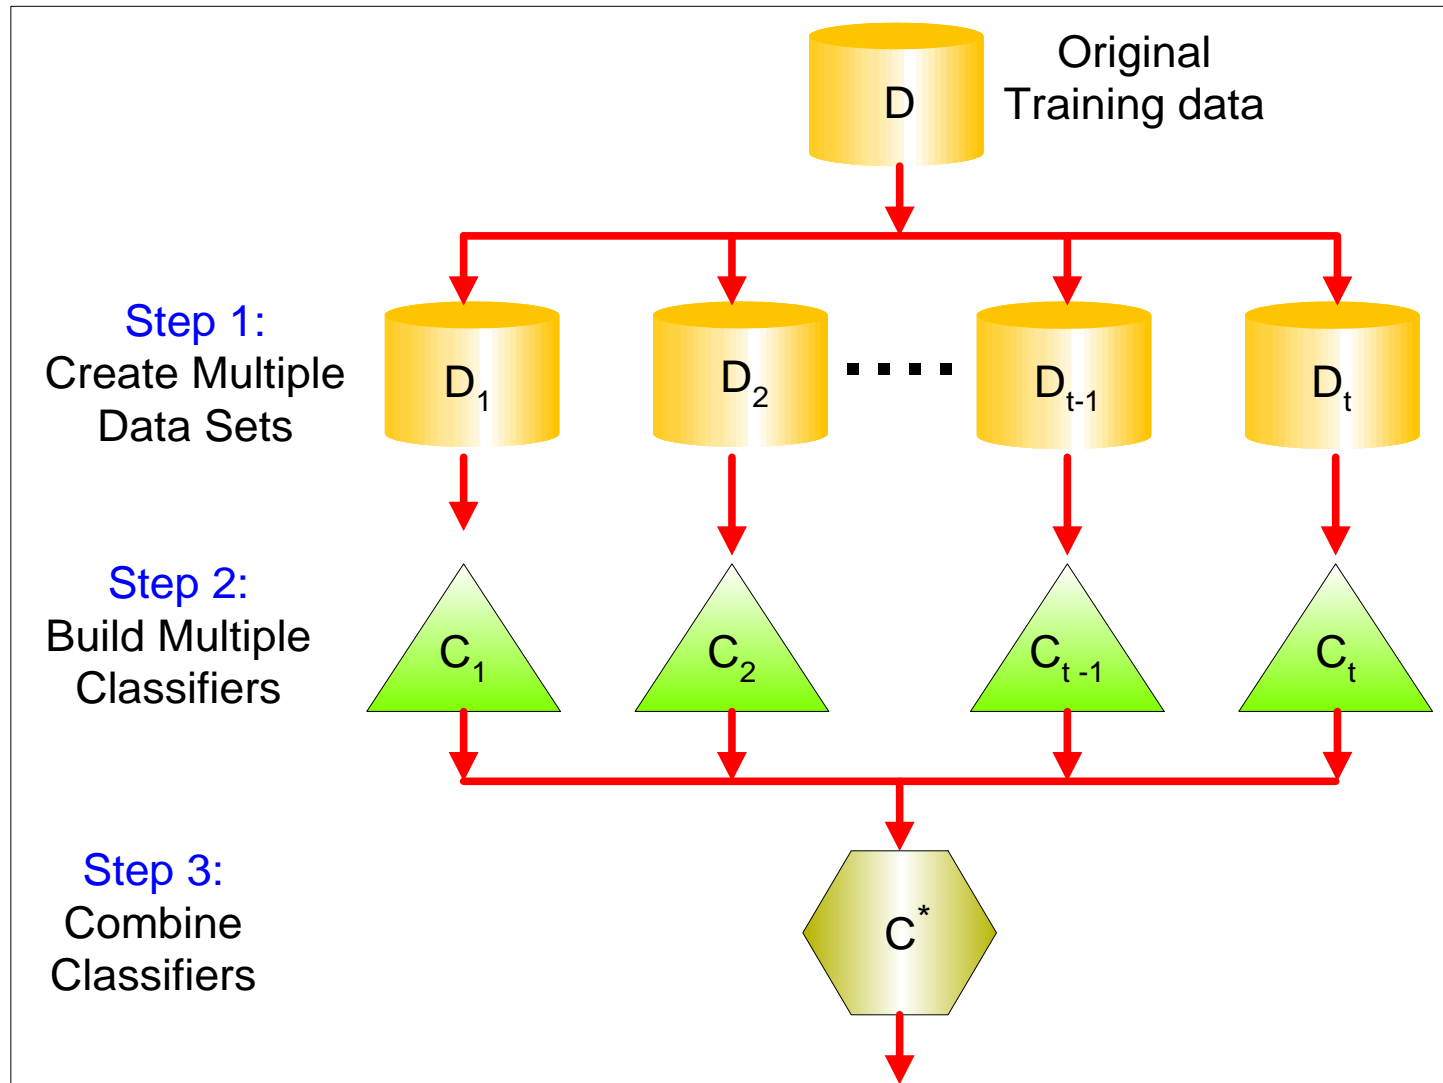 Original
Training data
D
Step 1:
Create Multiple
Data Sets
D₁
D₂
Dₜ₋₁
Dₜ
Step 2:
Build Multiple
Classifiers
C₁
C₂
Cₜ ₋₁
Cₜ
Step 3:
Combine
Classifiers
C*